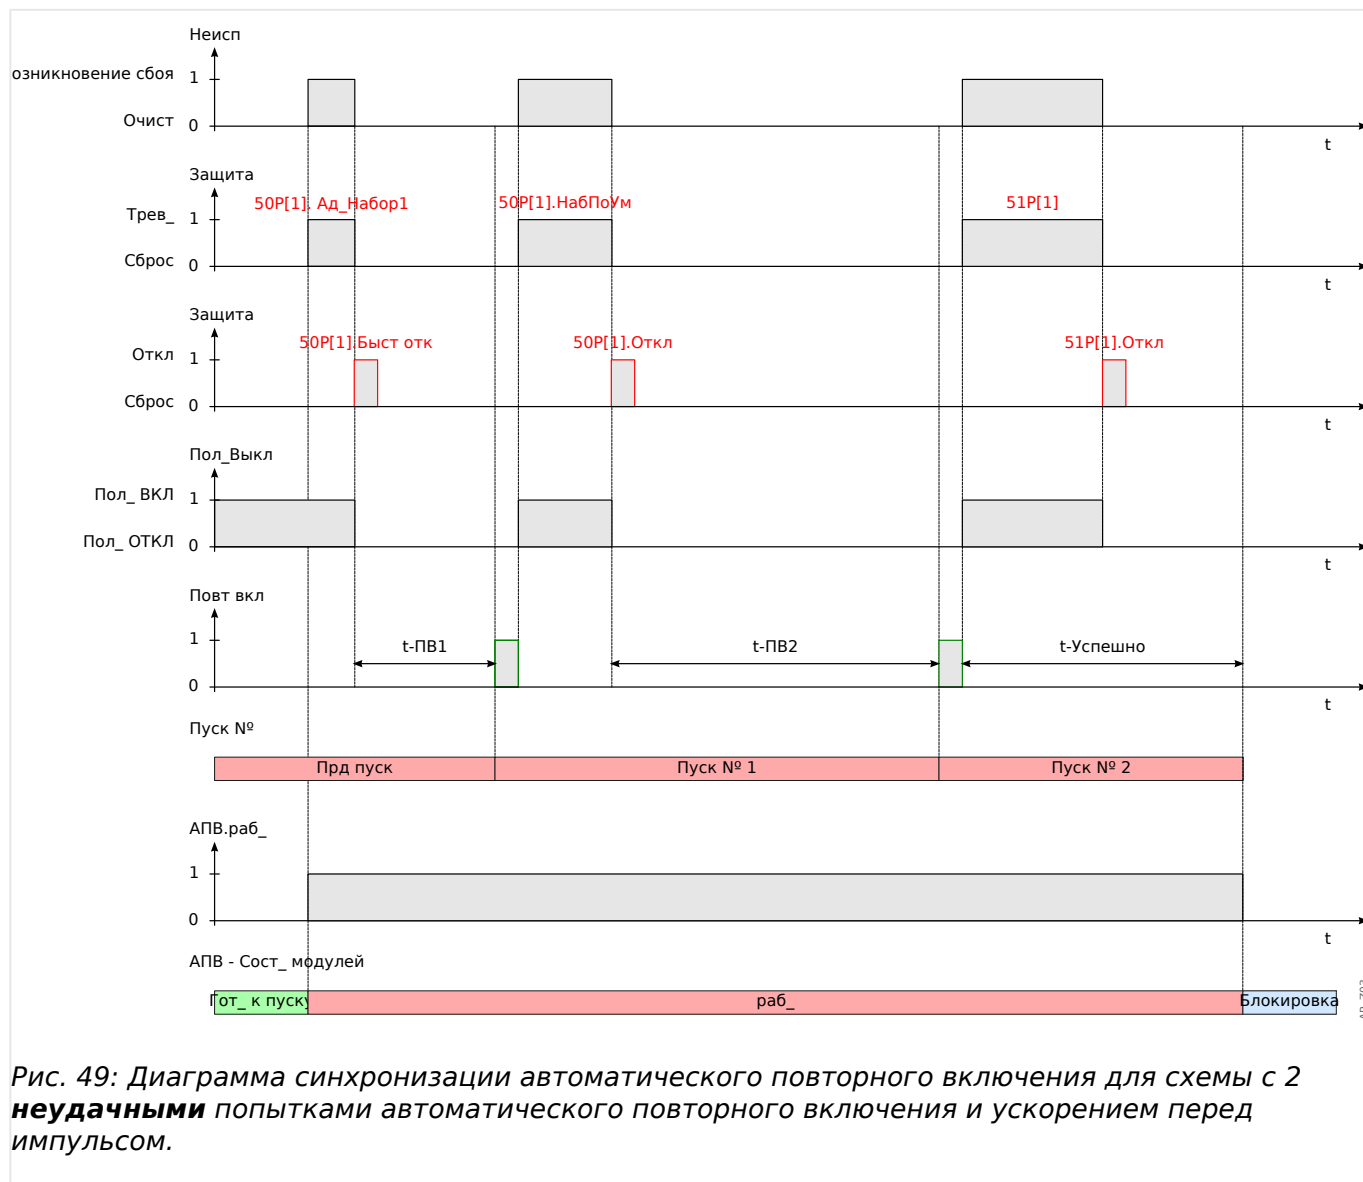 Неисп
озникновение сбоя 1
Очист 0
t
Защита
50P[1]. Ад_Набор1 50P[1].НабПоУм 51P[1]
Трев_ 1
Сброс 0
t
Защита
50P[1].Быст отк 50P[1].Откл 51P[1].Откл
Откл 1
Сброс 0
t
Пол_Выкл
Пол_ ВКЛ 1
Пол_ ОТКЛ 0
t
Повт вкл
1 t-ПВ1 t-ПВ2 t-Успешно
0
t
Пуск №
Прд пуск Пуск № 1 Пуск № 2
АПВ.раб_
1
0
t
АПВ - Сост_ модулей
Гот_ к пуску раб_ Блокировка
Рис. 49: Диаграмма синхронизации автоматического повторного включения для схемы с 2
неудачными попытками автоматического повторного включения и ускорением перед
импульсом.